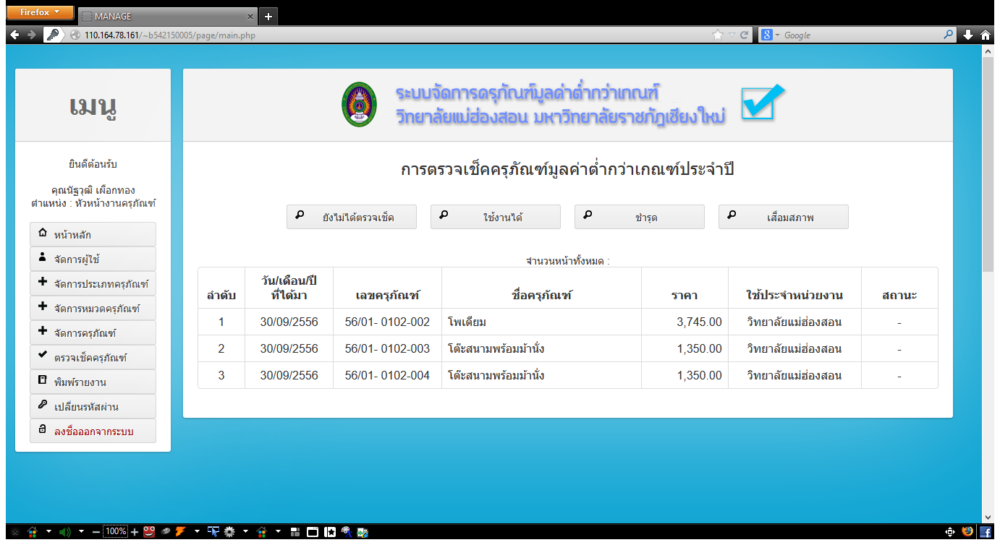 Firefox
MANAGE
110.164.78.161/~b542150005/page/main.php
Google
เมนู
ยินดีต้อนรับ
คุณนัฐวุฒิ เผือกทอง
ตำแหน่ง : หัวหน้างานครุภัณฑ์
หน้าหลัก
จัดการผู้ใช้
จัดการประเภทครุภัณฑ์
จัดการหมวดครุภัณฑ์
จัดการครุภัณฑ์
ตรวจเช็คครุภัณฑ์
พิมพ์รายงาน
เปลี่ยนรหัสผ่าน
ลงชื่อออกจากระบบ
ระบบจัดการครุภัณฑ์มูลค่าต่ำกว่าเกณฑ์
วิทยาลัยแม่ฮ่องสอน มหาวิทยาลัยราชภัฏเชียงใหม่
การตรวจเช็คครุภัณฑ์มูลค่าต่ำกว่าเกณฑ์ประจำปี
ยังไม่ได้ตรวจเช็ค ใช้งานได้ ชำรุด เสื่อมสภาพ
จำนวนหน้าทั้งหมด :
ลำดับ วัน/เดือน/ปี ที่ได้มา เลขครุภัณฑ์ ชื่อครุภัณฑ์ ราคา ใช้ประจำหน่วยงาน สถานะ
1 30/09/2556 56/01- 0102-002 โพเดียม 3,745.00 วิทยาลัยแม่ฮ่องสอน -
2 30/09/2556 56/01- 0102-003 โต๊ะสนามพร้อมม้านั่ง 1,350.00 วิทยาลัยแม่ฮ่องสอน -
3 30/09/2556 56/01- 0102-004 โต๊ะสนามพร้อมม้านั่ง 1,350.00 วิทยาลัยแม่ฮ่องสอน -
100%